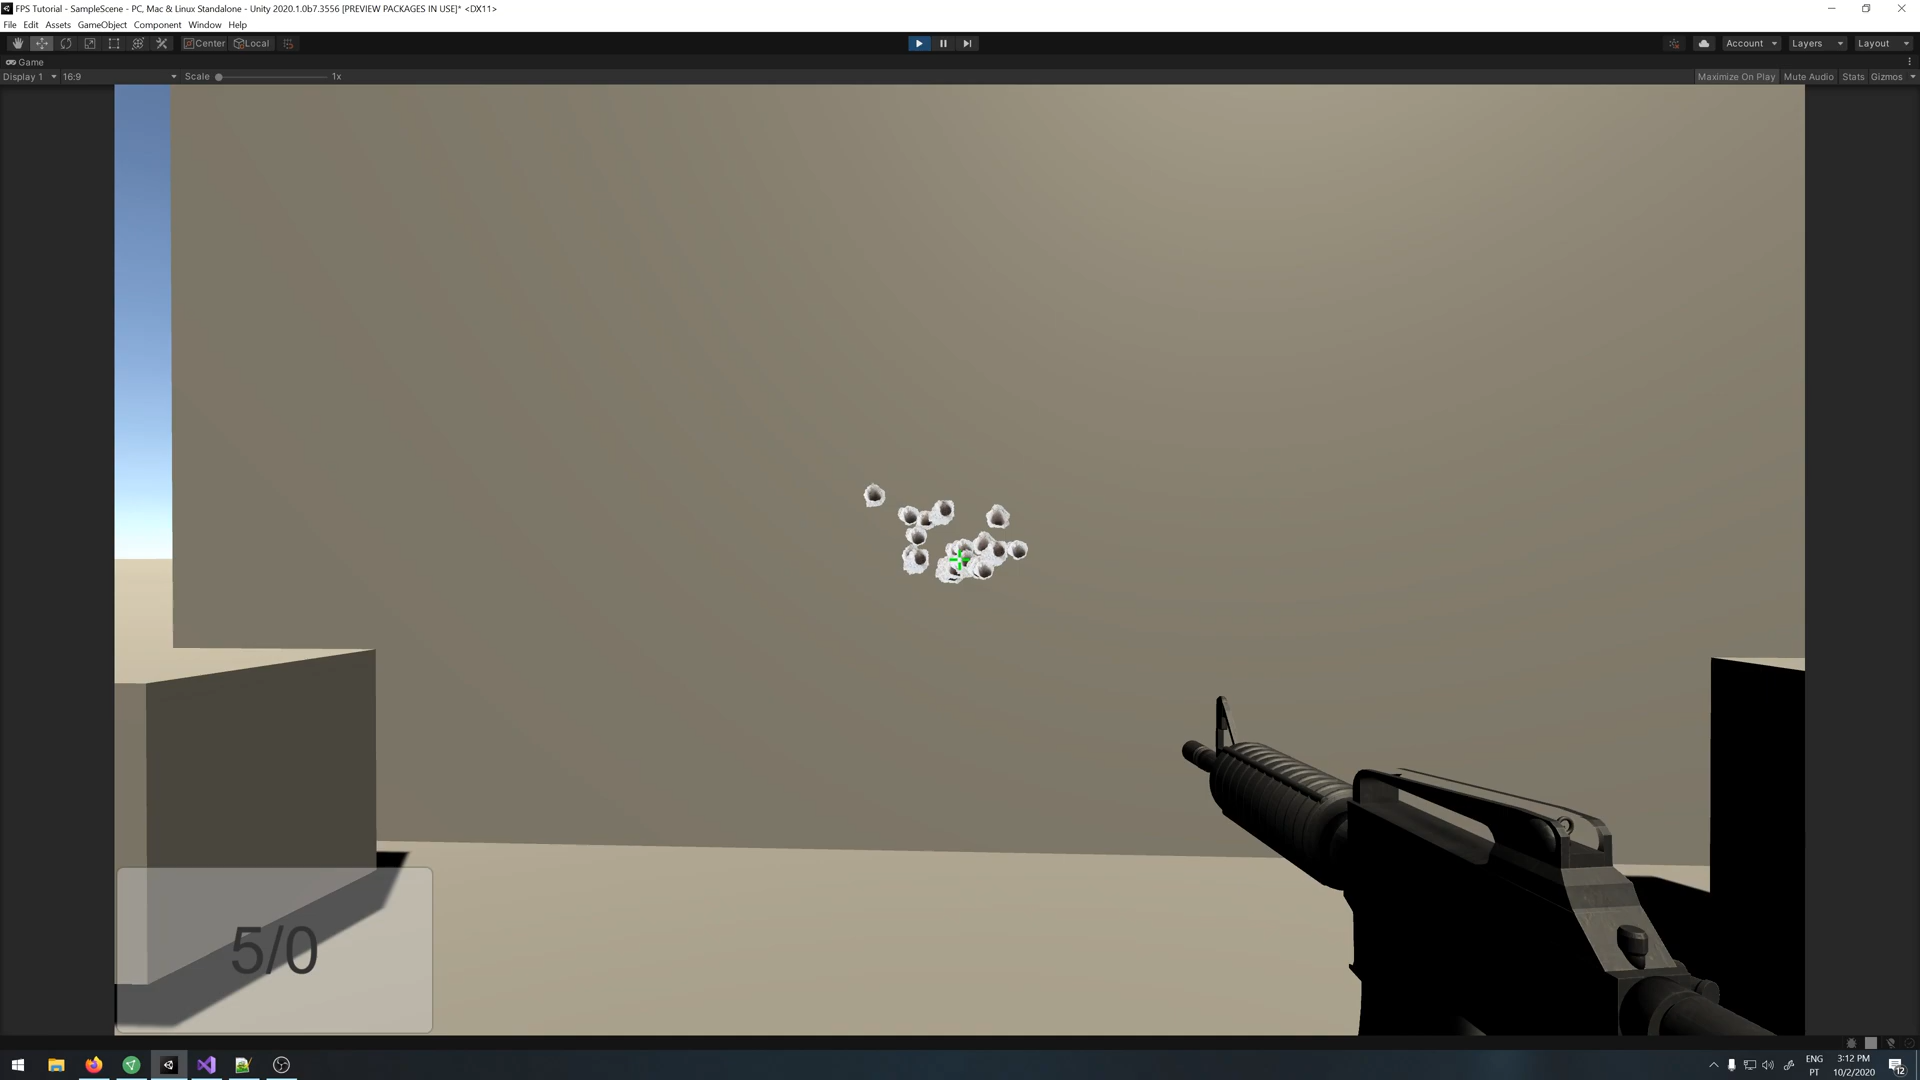 FPS Tutorial - SampleScene - PC, Mac & Linux Standalone - Unity 2020.1.0b7.3556 [PREVIEW PACKAGES IN USE]* <DX11>
File Edit Assets GameObject Component Window Help
Center Local Account Layers Layout
Game
Display 1 16:9 Scale 1x Maximize On Play Mute Audio Stats Gizmos
5/0
ENG 3:12 PM
PT 10/2/2020 12